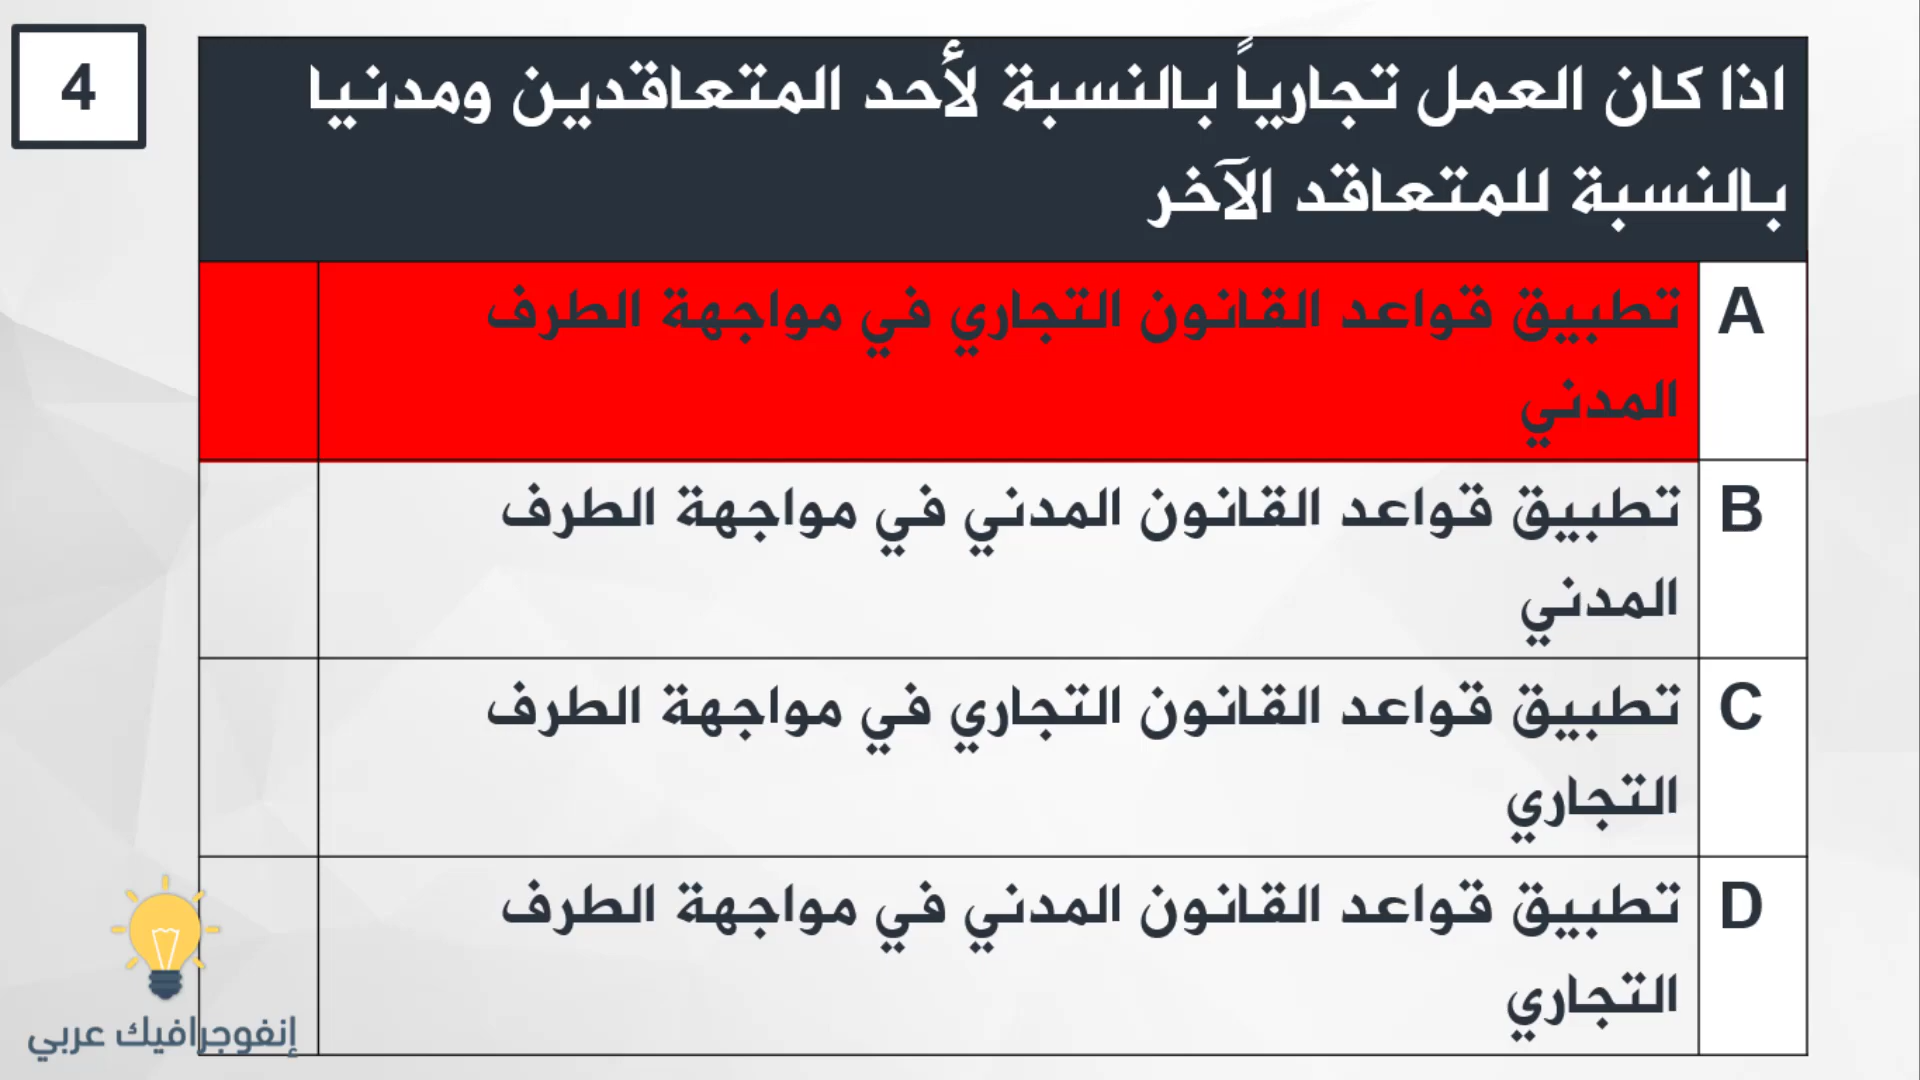 4
اذا كان العمل تجارياً بالنسبة لأحد المتعاقدين ومدنيا
بالنسبة للمتعاقد الآخر
A
تطبيق قواعد القانون التجاري في مواجهة الطرف
المدني
B
تطبيق قواعد القانون المدني في مواجهة الطرف
المدني
C
تطبيق قواعد القانون التجاري في مواجهة الطرف
التجاري
D
تطبيق قواعد القانون المدني في مواجهة الطرف
التجاري
إنفوجرافيك عربي